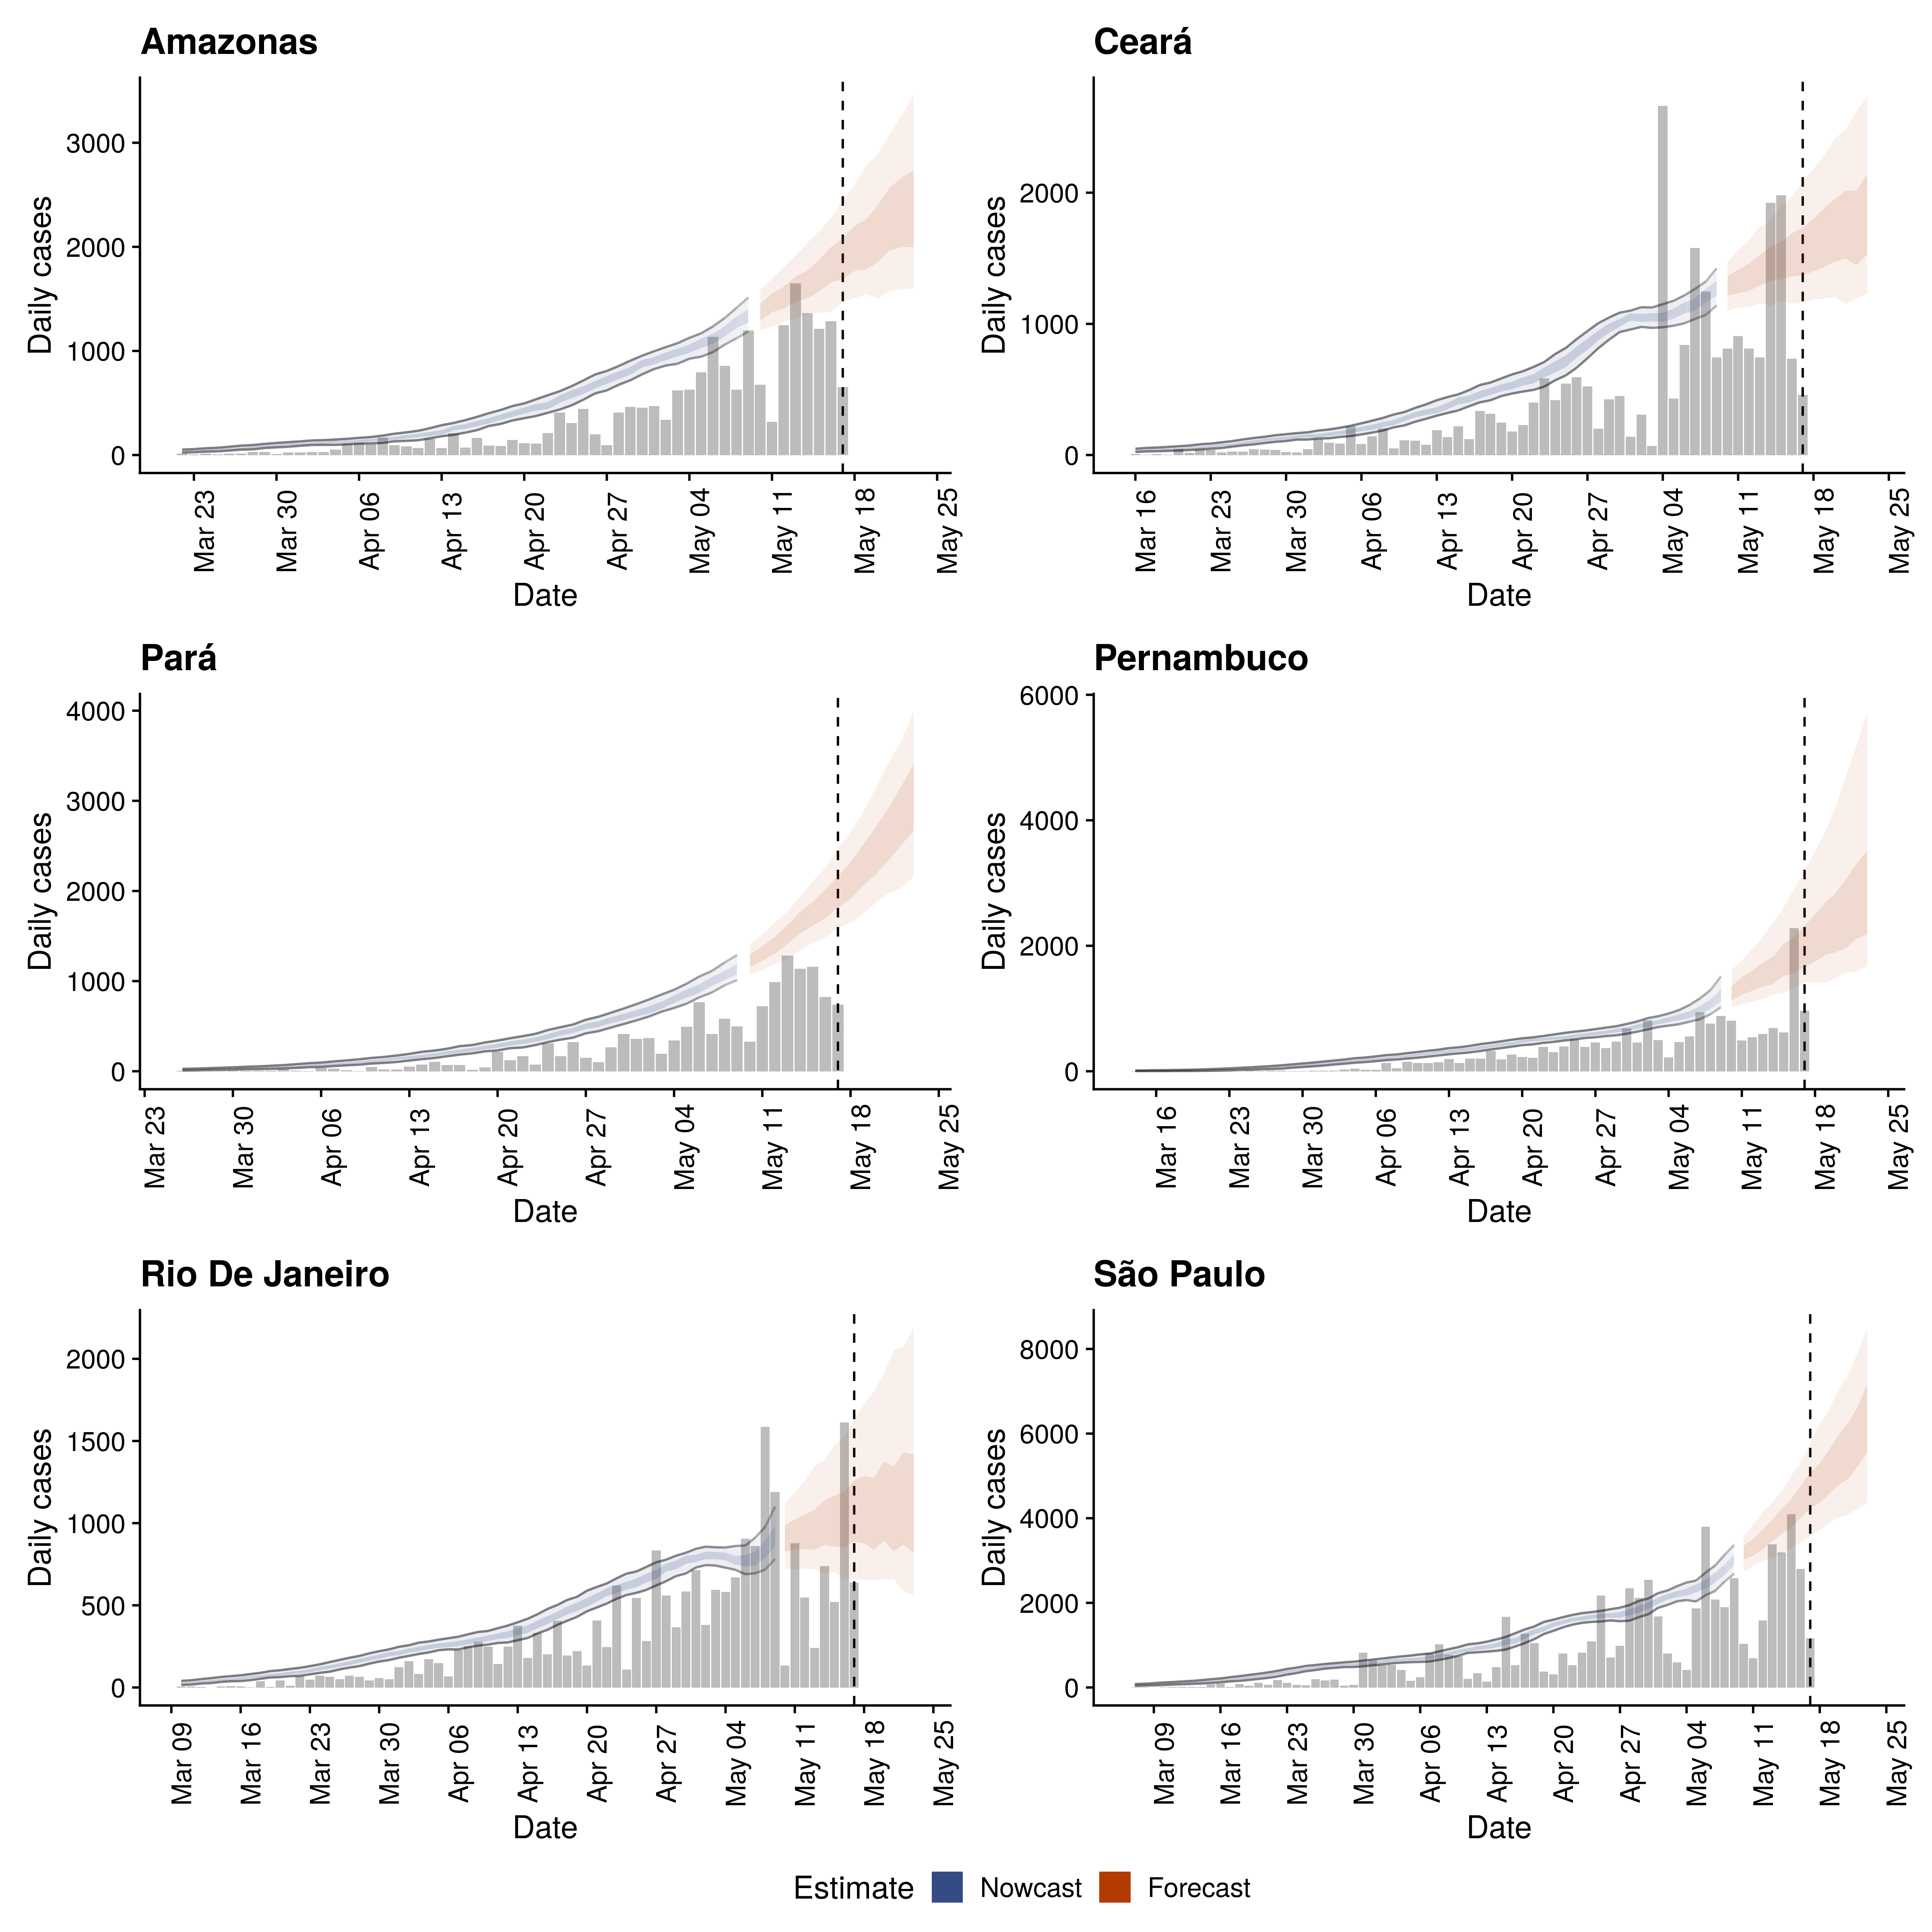 Amazonas
Daily cases
3000
2000
1000
0
Mar 23
Mar 30
Apr 06
Apr 13
Apr 20
Apr 27
May 04
May 11
May 18
May 25
Date
Ceará
Daily cases
2000
1000
0
Mar 16
Mar 23
Mar 30
Apr 06
Apr 13
Apr 20
Apr 27
May 04
May 11
May 18
May 25
Date
Pará
Daily cases
4000
3000
2000
1000
0
Mar 23
Mar 30
Apr 06
Apr 13
Apr 20
Apr 27
May 04
May 11
May 18
May 25
Date
Pernambuco
Daily cases
6000
4000
2000
0
Mar 16
Mar 23
Mar 30
Apr 06
Apr 13
Apr 20
Apr 27
May 04
May 11
May 18
May 25
Date
Rio De Janeiro
Daily cases
2000
1500
1000
500
0
Mar 09
Mar 16
Mar 23
Mar 30
Apr 06
Apr 13
Apr 20
Apr 27
May 04
May 11
May 18
May 25
Date
São Paulo
Daily cases
8000
6000
4000
2000
0
Mar 09
Mar 16
Mar 23
Mar 30
Apr 06
Apr 13
Apr 20
Apr 27
May 04
May 11
May 18
May 25
Date
Estimate Nowcast Forecast